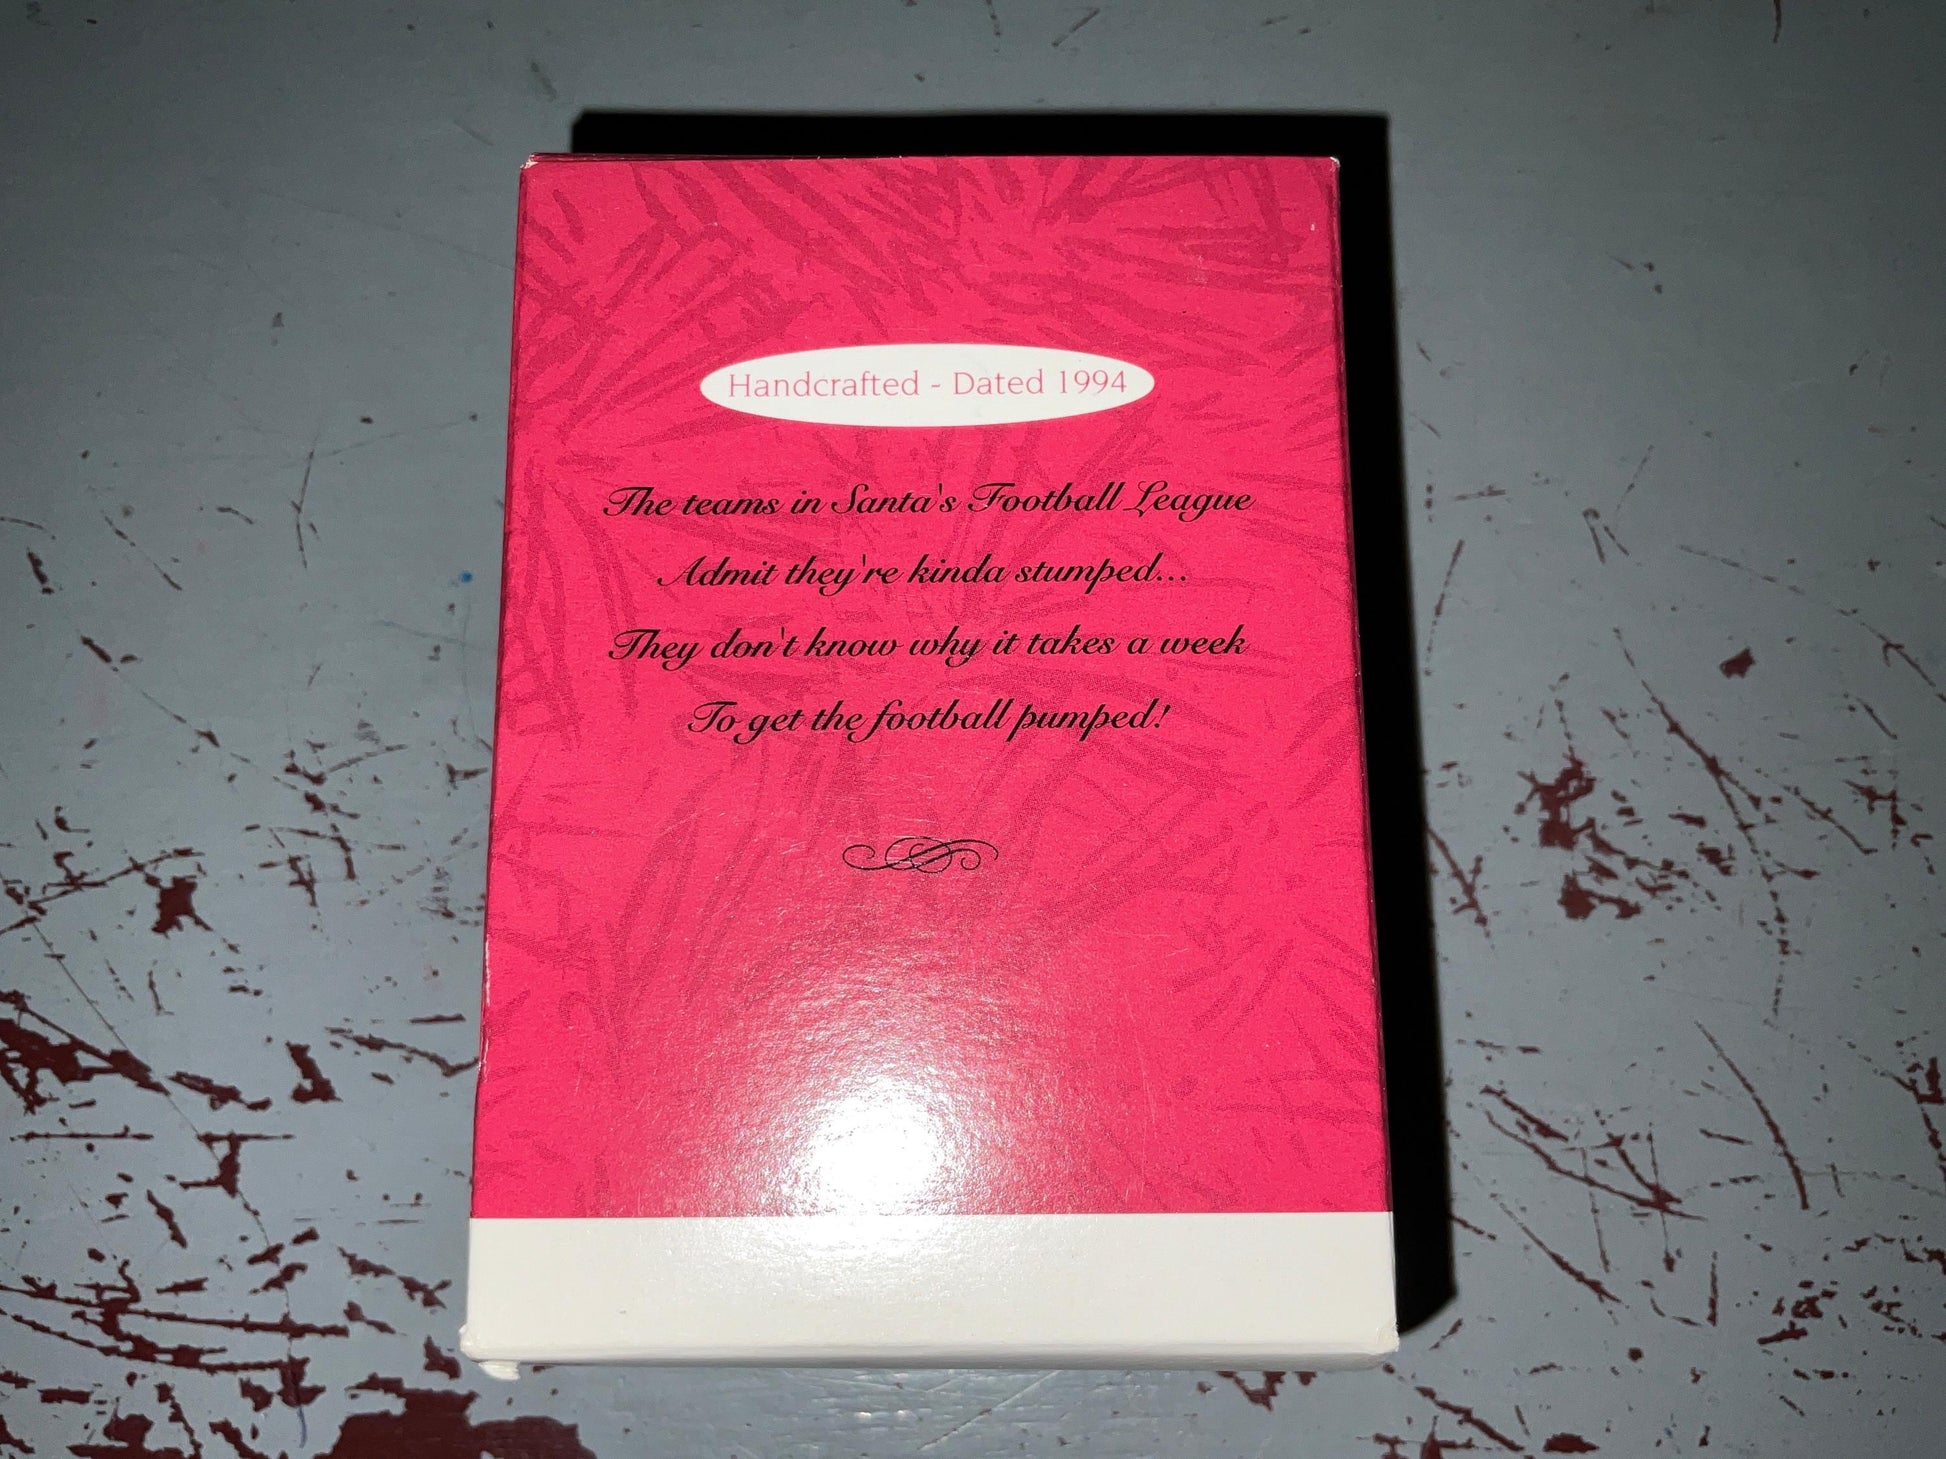 Handcrafted - Dated 1994
The teams in Santa's Football League
Admit they're kinda stumped...
They don't know why it takes a week
To get the football pumped!